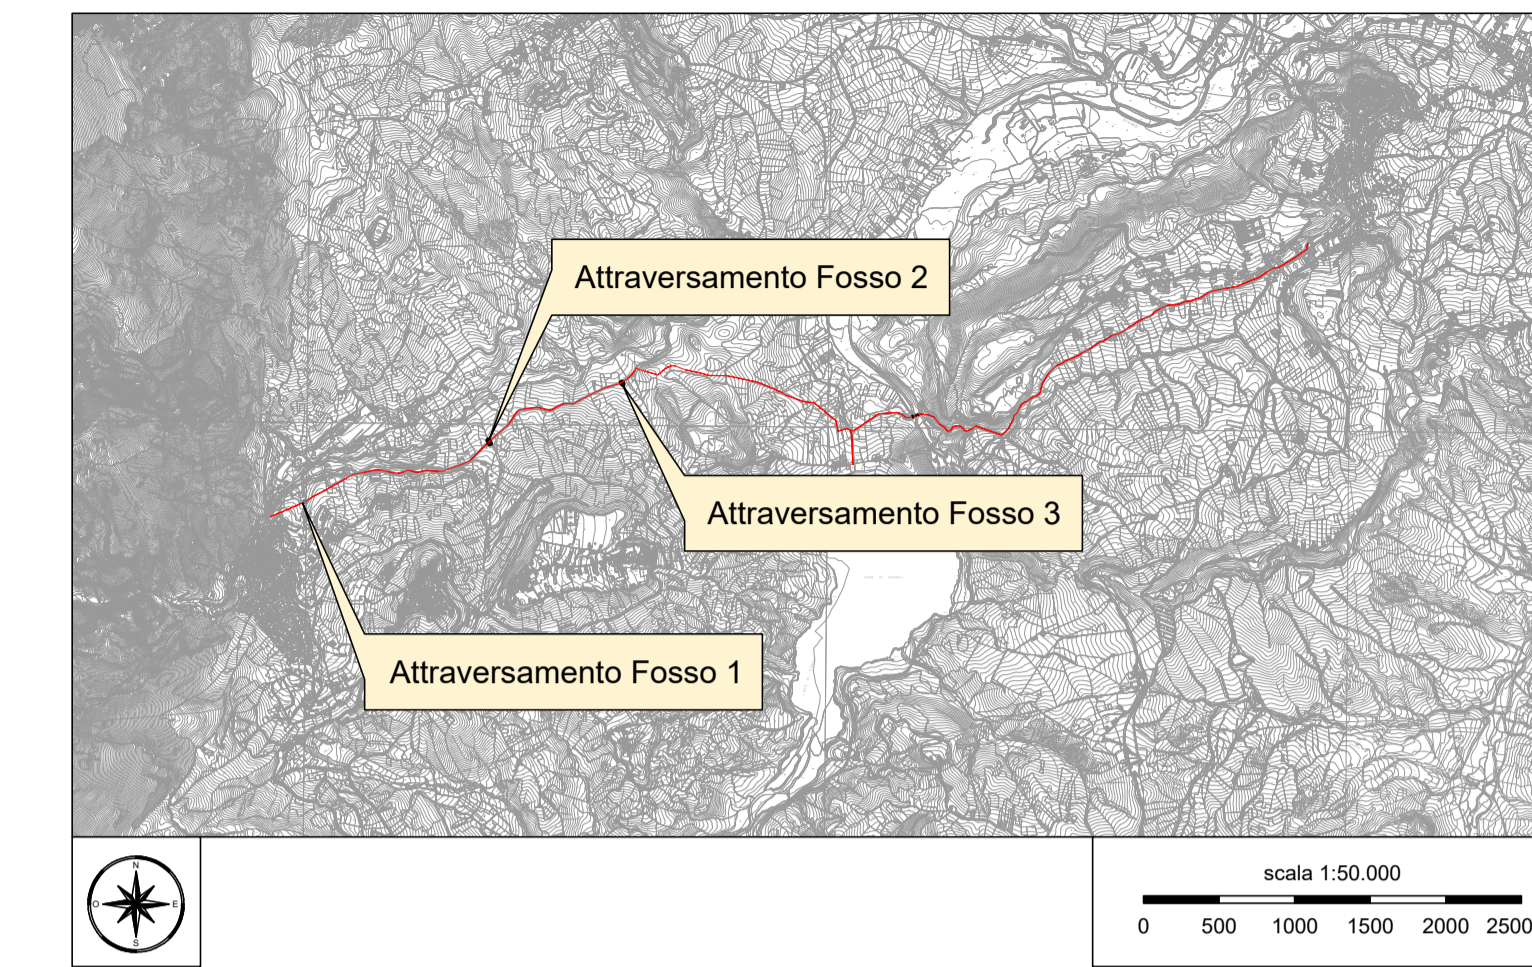 Attraversamento Fosso 2
Attraversamento Fosso 3
Attraversamento Fosso 1
N
O
E
S
scala 1:50.000
0 500 1000 1500 2000 2500